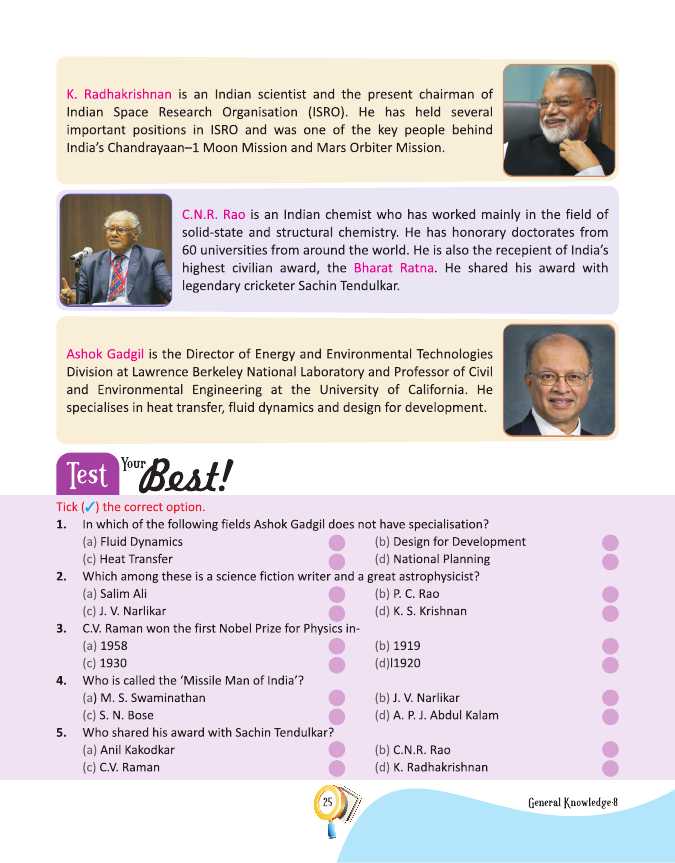 K. Radhakrishnan is an Indian scientist and the present chairman of
Indian Space Research Organisation (ISRO). He has held several
important positions in ISRO and was one of the key people behind
India's Chandrayaan–1 Moon Mission and Mars Orbiter Mission.
C.N.R. Rao is an Indian chemist who has worked mainly in the field of
solid-state and structural chemistry. He has honorary doctorates from
60 universities from around the world. He is also the recepient of India's
highest civilian award, the Bharat Ratna. He shared his award with
legendary cricketer Sachin Tendulkar.
Ashok Gadgil is the Director of Energy and Environmental Technologies
Division at Lawrence Berkeley National Laboratory and Professor of Civil
and Environmental Engineering at the University of California. He
specialises in heat transfer, fluid dynamics and design for development.
Test Your Best!
Tick (✓) the correct option.
1. In which of the following fields Ashok Gadgil does not have specialisation?
(a) Fluid Dynamics (b) Design for Development
(c) Heat Transfer (d) National Planning
2. Which among these is a science fiction writer and a great astrophysicist?
(a) Salim Ali (b) P. C. Rao
(c) J. V. Narlikar (d) K. S. Krishnan
3. C.V. Raman won the first Nobel Prize for Physics in-
(a) 1958 (b) 1919
(c) 1930 (d)l1920
4. Who is called the 'Missile Man of India'?
(a) M. S. Swaminathan (b) J. V. Narlikar
(c) S. N. Bose (d) A. P. J. Abdul Kalam
5. Who shared his award with Sachin Tendulkar?
(a) Anil Kakodkar (b) C.N.R. Rao
(c) C.V. Raman (d) K. Radhakrishnan
25 General Knowledge-8